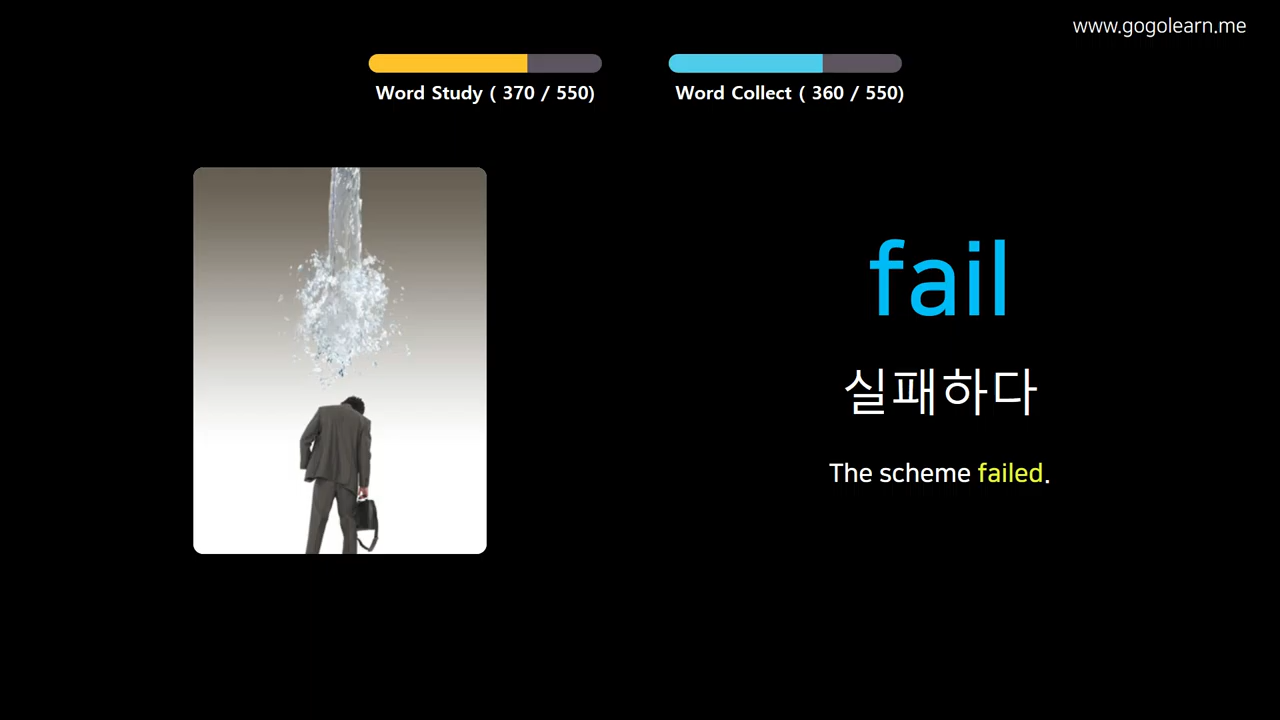 www.gogolearn.me
Word Study ( 370 / 550)
Word Collect ( 360 / 550)
fail
실패하다
The scheme failed.